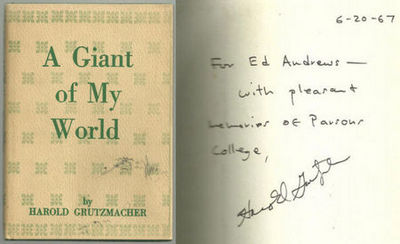 A Giant
of My
World
by
HAROLD GRUTZMACHER
6-20-67
For Ed Andrews —
with pleasant
memories of Parsons
College,
Harold